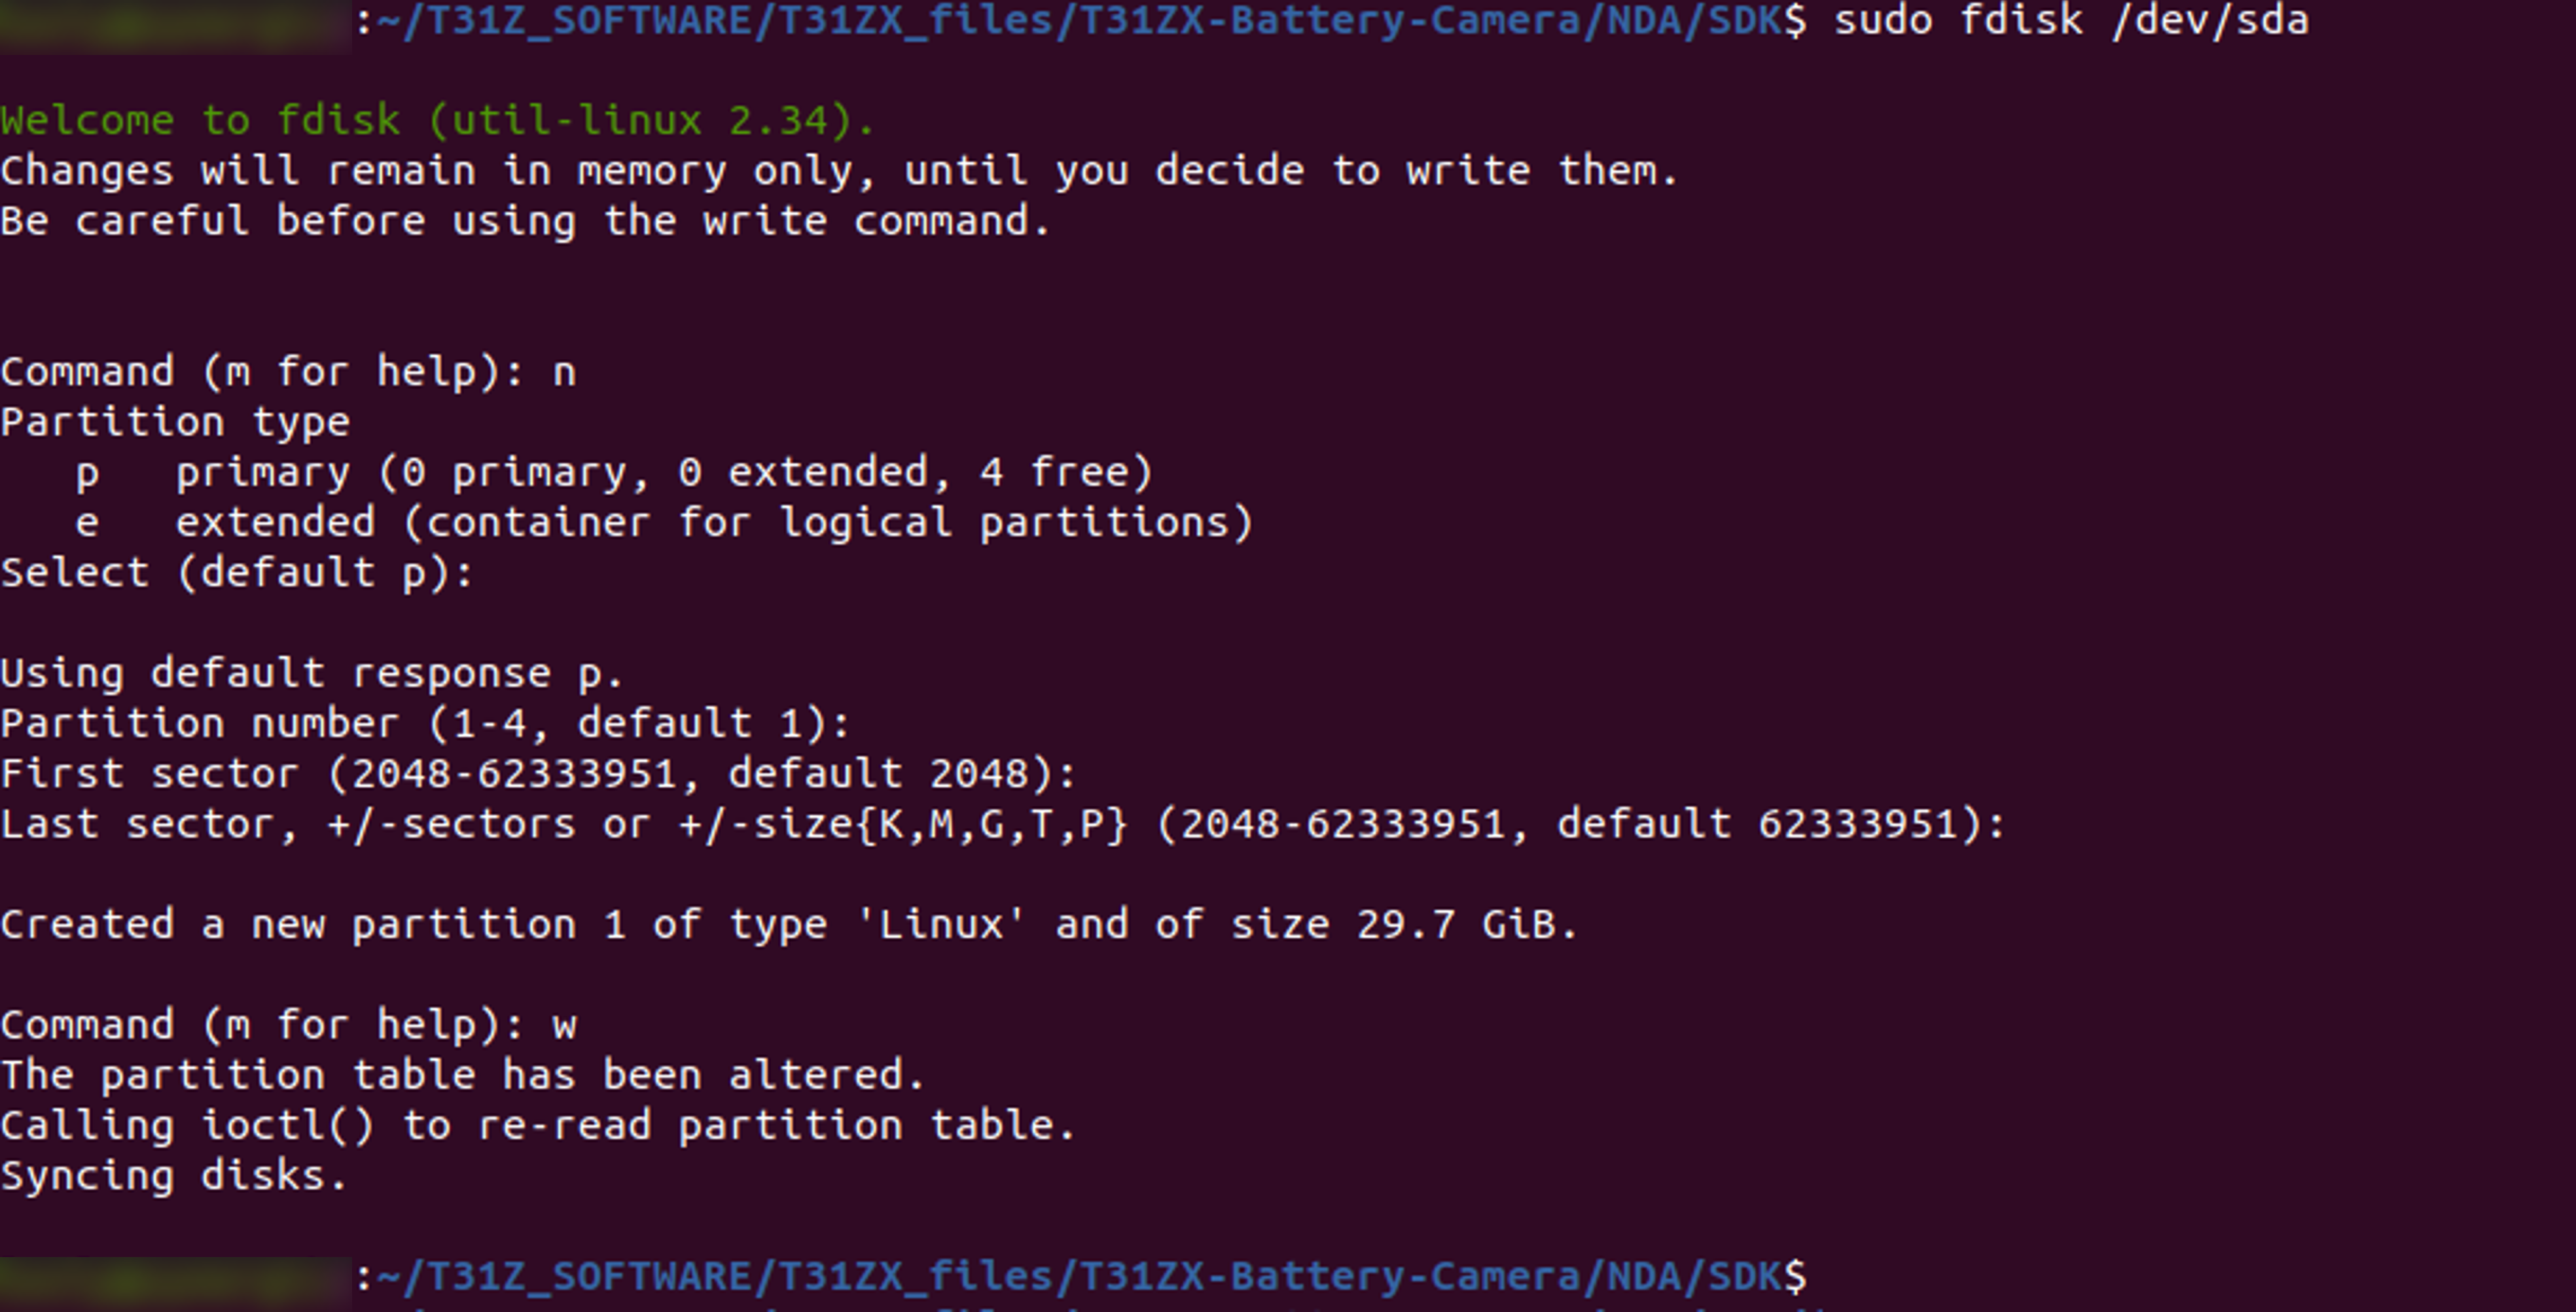 :~/T31Z_SOFTWARE/T31ZX_files/T31ZX-Battery-Camera/NDA/SDK$ sudo fdisk /dev/sda
Welcome to fdisk (util-linux 2.34).
Changes will remain in memory only, until you decide to write them.
Be careful before using the write command.
Command (m for help): n
Partition type
   p   primary (0 primary, 0 extended, 4 free)
   e   extended (container for logical partitions)
Select (default p):
Using default response p.
Partition number (1-4, default 1):
First sector (2048-62333951, default 2048):
Last sector, +/-sectors or +/-size{K,M,G,T,P} (2048-62333951, default 62333951):
Created a new partition 1 of type 'Linux' and of size 29.7 GiB.
Command (m for help): w
The partition table has been altered.
Calling ioctl() to re-read partition table.
Syncing disks.
:~/T31Z_SOFTWARE/T31ZX_files/T31ZX-Battery-Camera/NDA/SDK$